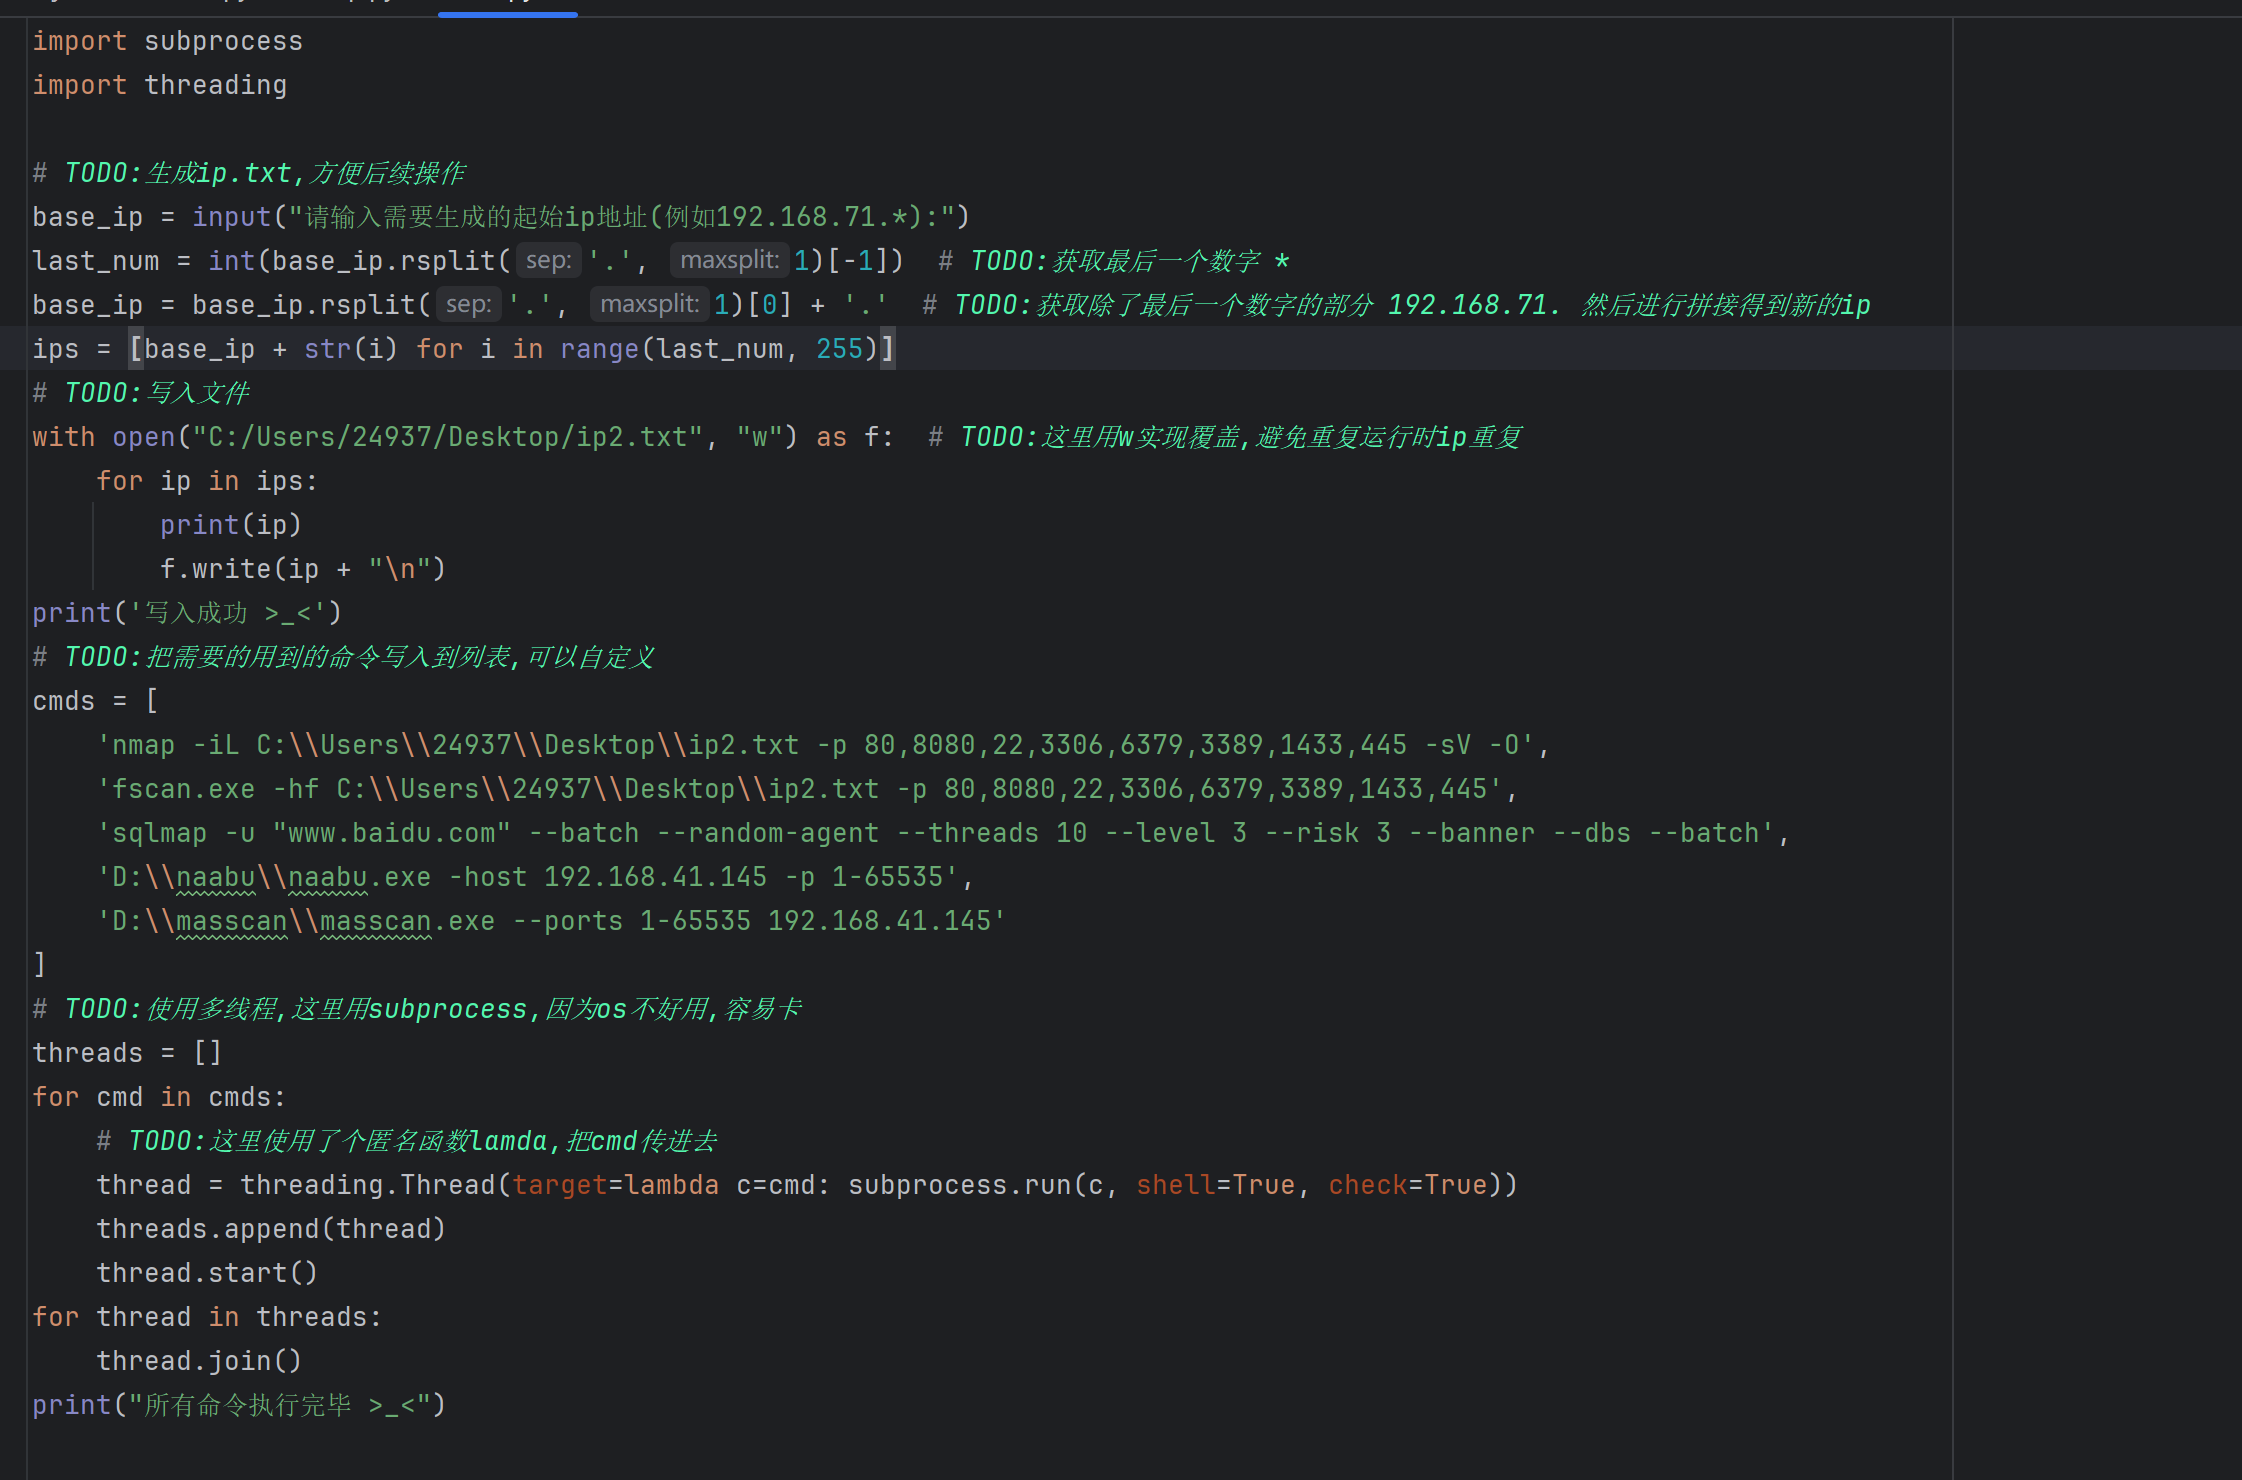 import subprocess
import threading
# TODO:生成ip.txt,方便后续操作
base_ip = input("请输入需要生成的起始ip地址(例如192.168.71.*):")
last_num = int(base_ip.rsplit( sep: '.', maxsplit: 1)[-1])  # TODO:获取最后一个数字 *
base_ip = base_ip.rsplit( sep: '.', maxsplit: 1)[0] + '.'  # TODO:获取除了最后一个数字的部分 192.168.71. 然后进行拼接得到新的ip
ips = [base_ip + str(i) for i in range(last_num, 255)]
# TODO:写入文件
with open("C:/Users/24937/Desktop/ip2.txt", "w") as f:  # TODO:这里用w实现覆盖,避免重复运行时ip重复
    for ip in ips:
        print(ip)
        f.write(ip + "\n")
print('写入成功 >_<')
# TODO:把需要的用到的命令写入到列表,可以自定义
cmds = [
    'nmap -iL C:\\Users\\24937\\Desktop\\ip2.txt -p 80,8080,22,3306,6379,3389,1433,445 -sV -O',
    'fscan.exe -hf C:\\Users\\24937\\Desktop\\ip2.txt -p 80,8080,22,3306,6379,3389,1433,445',
    'sqlmap -u "www.baidu.com" --batch --random-agent --threads 10 --level 3 --risk 3 --banner --dbs --batch',
    'D:\\naabu\\naabu.exe -host 192.168.41.145 -p 1-65535',
    'D:\\masscan\\masscan.exe --ports 1-65535 192.168.41.145'
]
# TODO:使用多线程,这里用subprocess,因为os不好用,容易卡
threads = []
for cmd in cmds:
    # TODO:这里使用了个匿名函数lamda,把cmd传进去
    thread = threading.Thread(target=lambda c=cmd: subprocess.run(c, shell=True, check=True))
    threads.append(thread)
    thread.start()
for thread in threads:
    thread.join()
print("所有命令执行完毕 >_<")